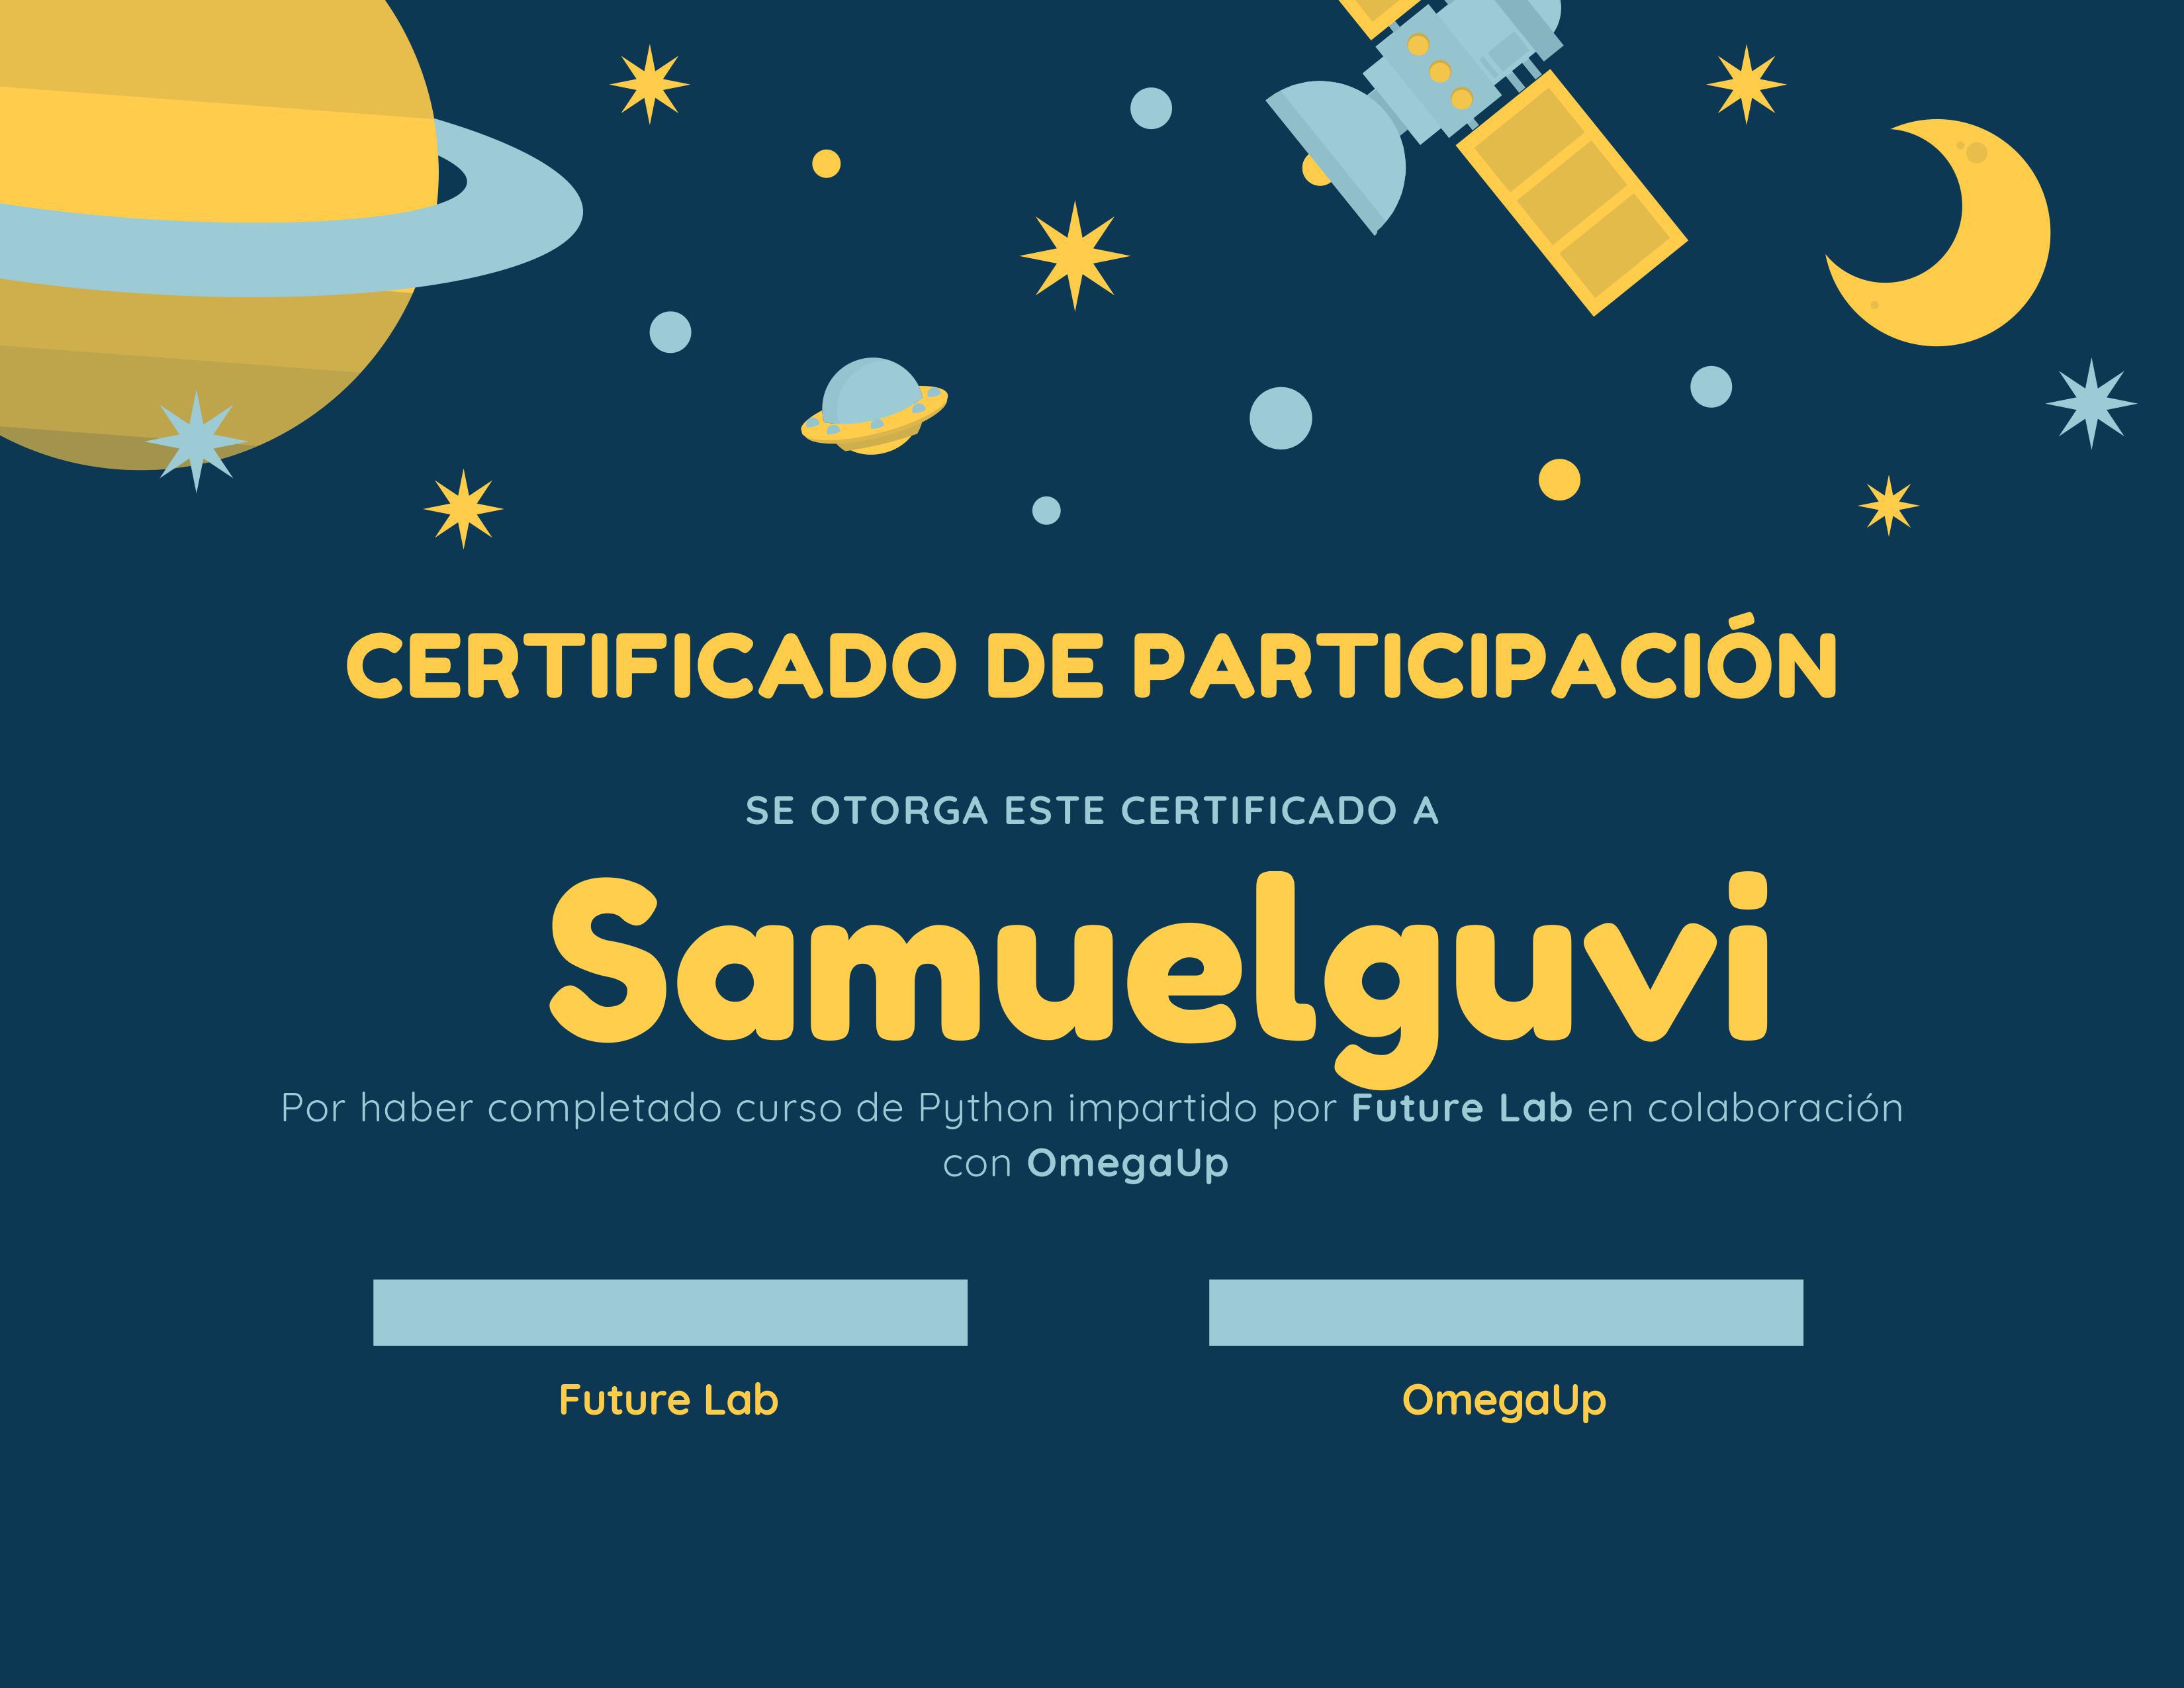 CERTIFICADO DE PARTICIPACIÓN
SE OTORGA ESTE CERTIFICADO A
Samuelguvi
Por haber completado curso de Python impartido por Future Lab en colaboración
con OmegaUp
Future Lab
OmegaUp